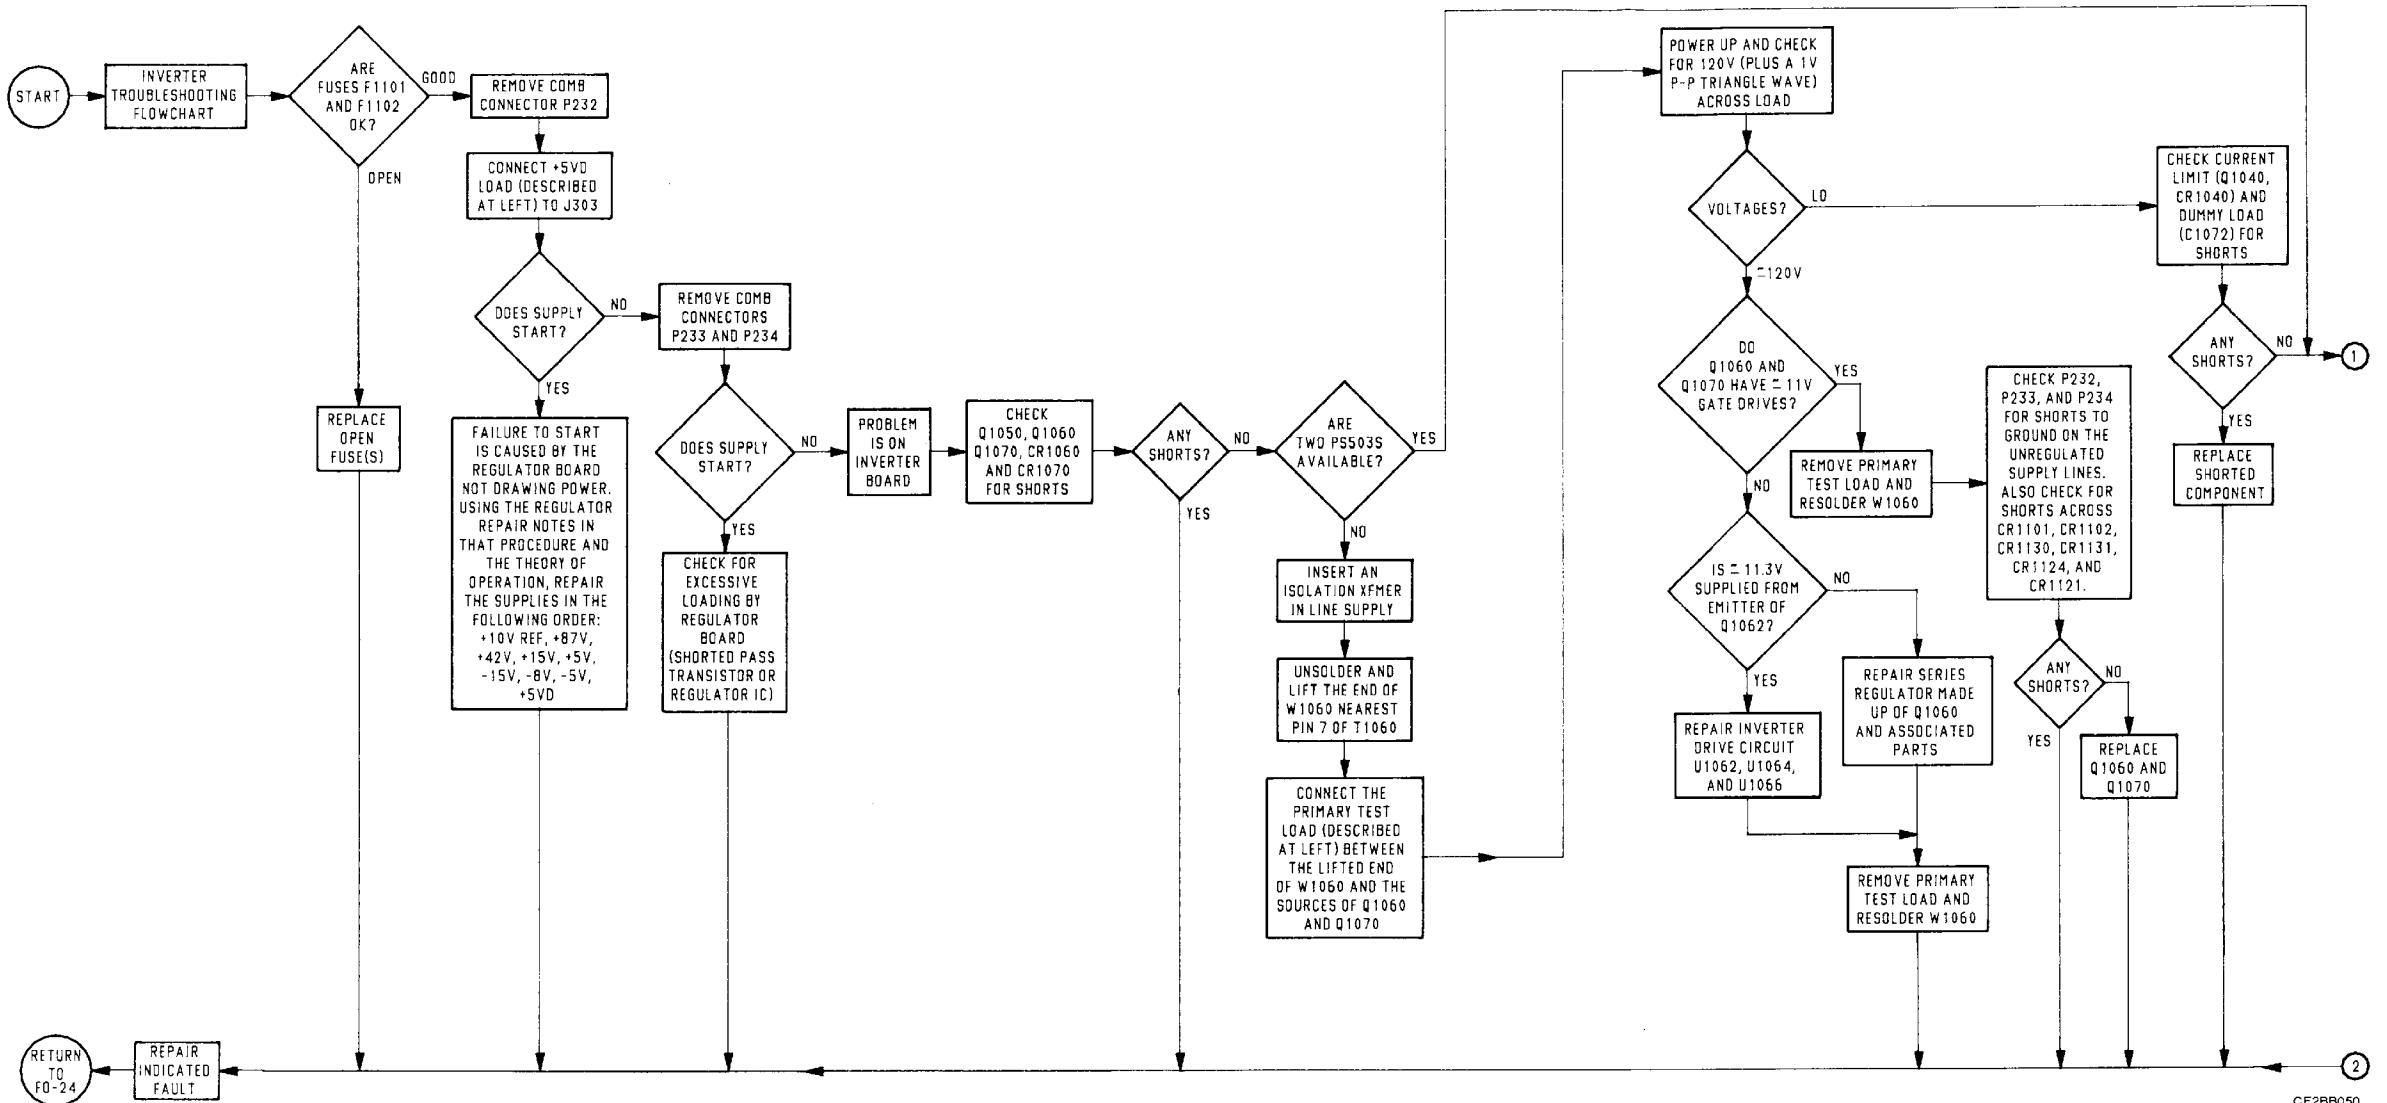 START
INVERTER
TROUBLESHOOTING
FLOWCHART
ARE
FUSES F1101
AND F1102
OK?
GOOD
OPEN
REPLACE
OPEN
FUSE(S)
REMOVE COMB
CONNECTOR P232
CONNECT +5VD
LOAD (DESCRIBED
AT LEFT) TO J303
DOES SUPPLY
START?
NO
YES
FAILURE TO START
IS CAUSED BY THE
REGULATOR BOARD
NOT DRAWING POWER.
USING THE REGULATOR
REPAIR NOTES IN
THAT PROCEDURE AND
THE THEORY OF
OPERATION, REPAIR
THE SUPPLIES IN THE
FOLLOWING ORDER:
+10V REF, +87V,
+42V, +15V, +5V,
-15V, -8V, -5V,
+5VD
REMOVE COMB
CONNECTORS
P233 AND P234
DOES SUPPLY
START?
NO
YES
CHECK FOR
EXCESSIVE
LOADING BY
REGULATOR
BOARD
(SHORTED PASS
TRANSISTOR OR
REGULATOR IC)
PROBLEM
IS ON
INVERTER
BOARD
CHECK
Q1050, Q1060
Q1070, CR1060
AND CR1070
FOR SHORTS
ANY
SHORTS?
NO
YES
ARE
TWO PS503S
AVAILABLE?
YES
NO
INSERT AN
ISOLATION XFMER
IN LINE SUPPLY
UNSOLDER AND
LIFT THE END OF
W1060 NEAREST
PIN 7 OF T1060
CONNECT THE
PRIMARY TEST
LOAD (DESCRIBED
AT LEFT) BETWEEN
THE LIFTED END
OF W1060 AND THE
SOURCES OF Q1060
AND Q1070
POWER UP AND CHECK
FOR 120V (PLUS A 1V
P-P TRIANGLE WAVE)
ACROSS LOAD
VOLTAGES?
LO
≃120V
DO
Q1060 AND
Q1070 HAVE ≃ 11V
GATE DRIVES?
YES
NO
REMOVE PRIMARY
TEST LOAD AND
RESOLDER W1060
IS ≃ 11.3V
SUPPLIED FROM
EMITTER OF
Q1062?
NO
YES
REPAIR INVERTER
DRIVE CIRCUIT
U1062, U1064,
AND U1066
REPAIR SERIES
REGULATOR MADE
UP OF Q1060
AND ASSOCIATED
PARTS
REMOVE PRIMARY
TEST LOAD AND
RESOLDER W1060
CHECK P232,
P233, AND P234
FOR SHORTS TO
GROUND ON THE
UNREGULATED
SUPPLY LINES.
ALSO CHECK FOR
SHORTS ACROSS
CR1101, CR1102,
CR1130, CR1131,
CR1124, AND
CR1121.
ANY
SHORTS?
NO
YES
REPLACE
Q1060 AND
Q1070
CHECK CURRENT
LIMIT (Q1040,
CR1040) AND
DUMMY LOAD
(C1072) FOR
SHORTS
ANY
SHORTS?
NO
YES
REPLACE
SHORTED
COMPONENT
1
2
REPAIR
INDICATED
FAULT
RETURN
TO
FO-24
CE2BB050